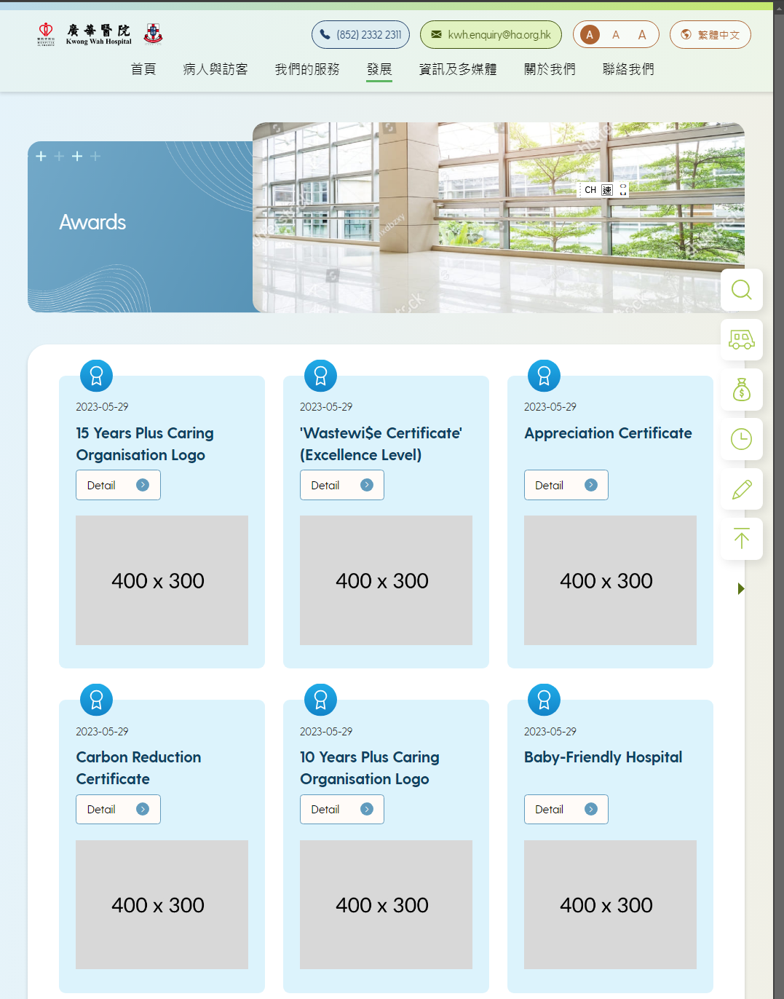 廣華醫院
Kwong Wah Hospital
(852) 2332 2311
kwh.enquiry@ha.org.hk
A A A
繁體中文
首頁 病人與訪客 我們的服務 發展 資訊及多媒體 關於我們 聯絡我們
Awards
CH 速
2023-05-29
15 Years Plus Caring
Organisation Logo
Detail
400 x 300
2023-05-29
'Wastewi$e Certificate'
(Excellence Level)
Detail
400 x 300
2023-05-29
Appreciation Certificate
Detail
400 x 300
2023-05-29
Carbon Reduction
Certificate
Detail
400 x 300
2023-05-29
10 Years Plus Caring
Organisation Logo
Detail
400 x 300
2023-05-29
Baby-Friendly Hospital
Detail
400 x 300